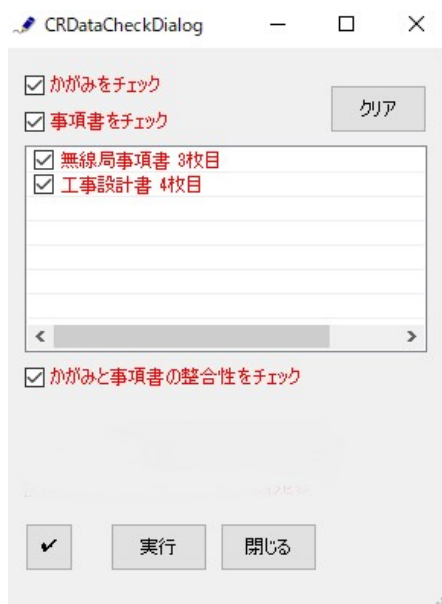 CRDataCheckDialog
かがみをチェック
クリア
事項書をチェック
無線局事項書 3枚目
工事設計書 4枚目
かがみと事項書の整合性をチェック
実行
閉じる